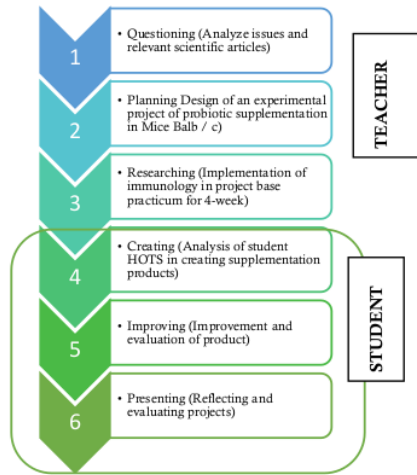 1
• Questioning (Analyze issues and
relevant scientific articles)
2
• Planning Design of an experimental
project of probiotic supplementation
in Mice Balb / c)
3
• Researching (Implementation of
immunology in project base
practicum for 4-week)
TEACHER
4
• Creating (Analysis of student
HOTS in creating supplementation
products)
5
• Improving (Improvement and
evaluation of product)
6
• Presenting (Reflecting and
evaluating projects)
STUDENT